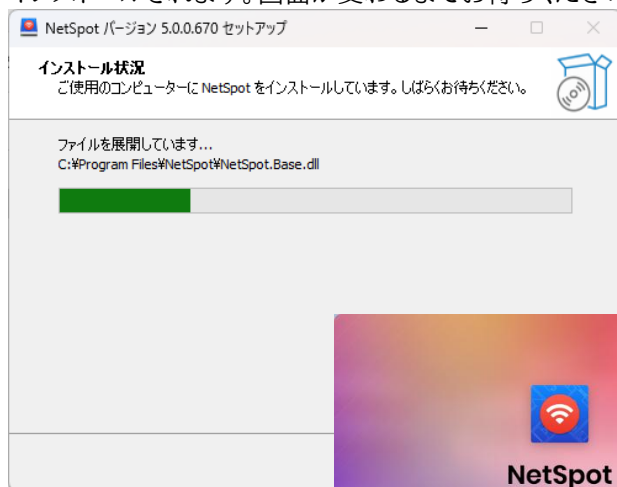 NetSpot バージョン 5.0.0.670 セットアップ
インストール状況
ご使用のコンピューターに NetSpot をインストールしています。しばらくお待ちください。
ファイルを展開しています...
C:¥Program Files¥NetSpot¥NetSpot.Base.dll
NetSpot